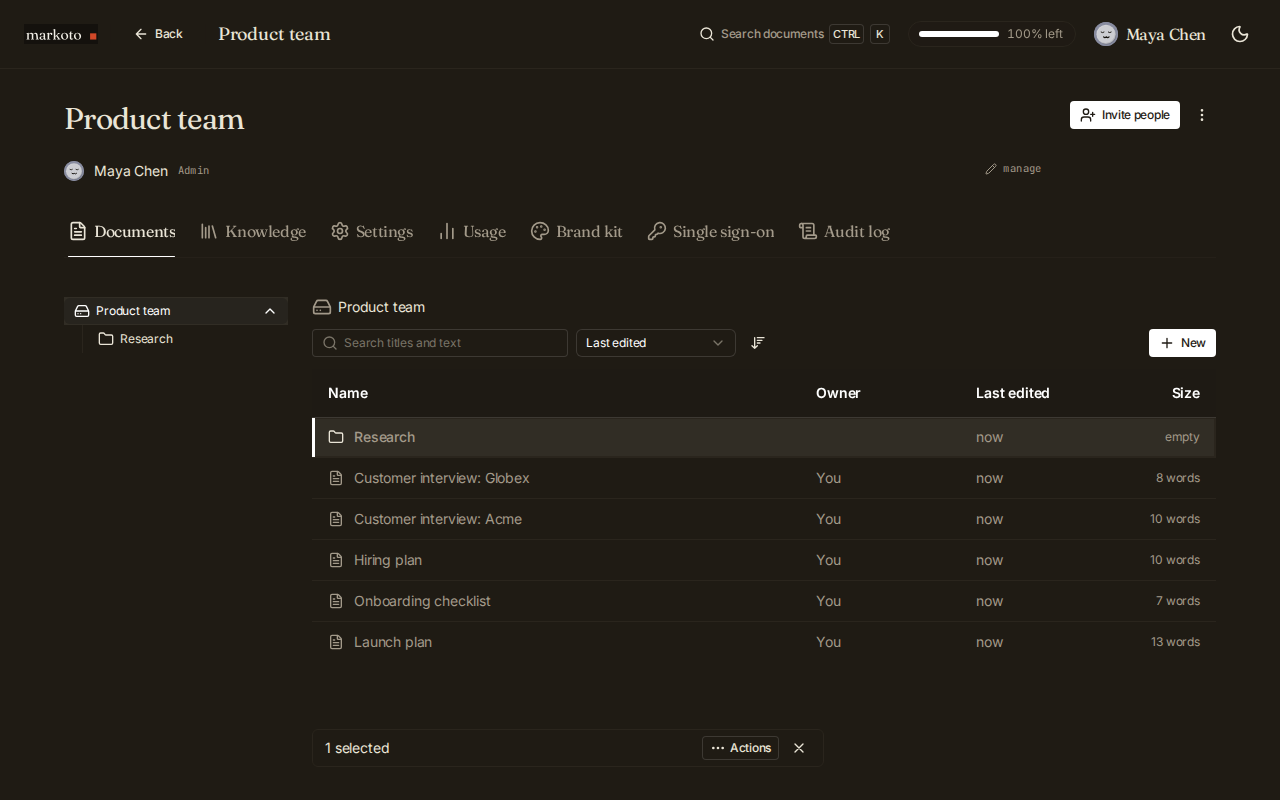 markoto
Back
Product team
Search documents CTRL K
100% left
Maya Chen
Product team
Invite people
Maya Chen Admin
manage
Documents Knowledge Settings Usage Brand kit Single sign-on Audit log
Product team
Research
Product team
Search titles and text
Last edited
New
Name Owner Last edited Size
Research now empty
Customer interview: Globex You now 8 words
Customer interview: Acme You now 10 words
Hiring plan You now 10 words
Onboarding checklist You now 7 words
Launch plan You now 13 words
1 selected
Actions